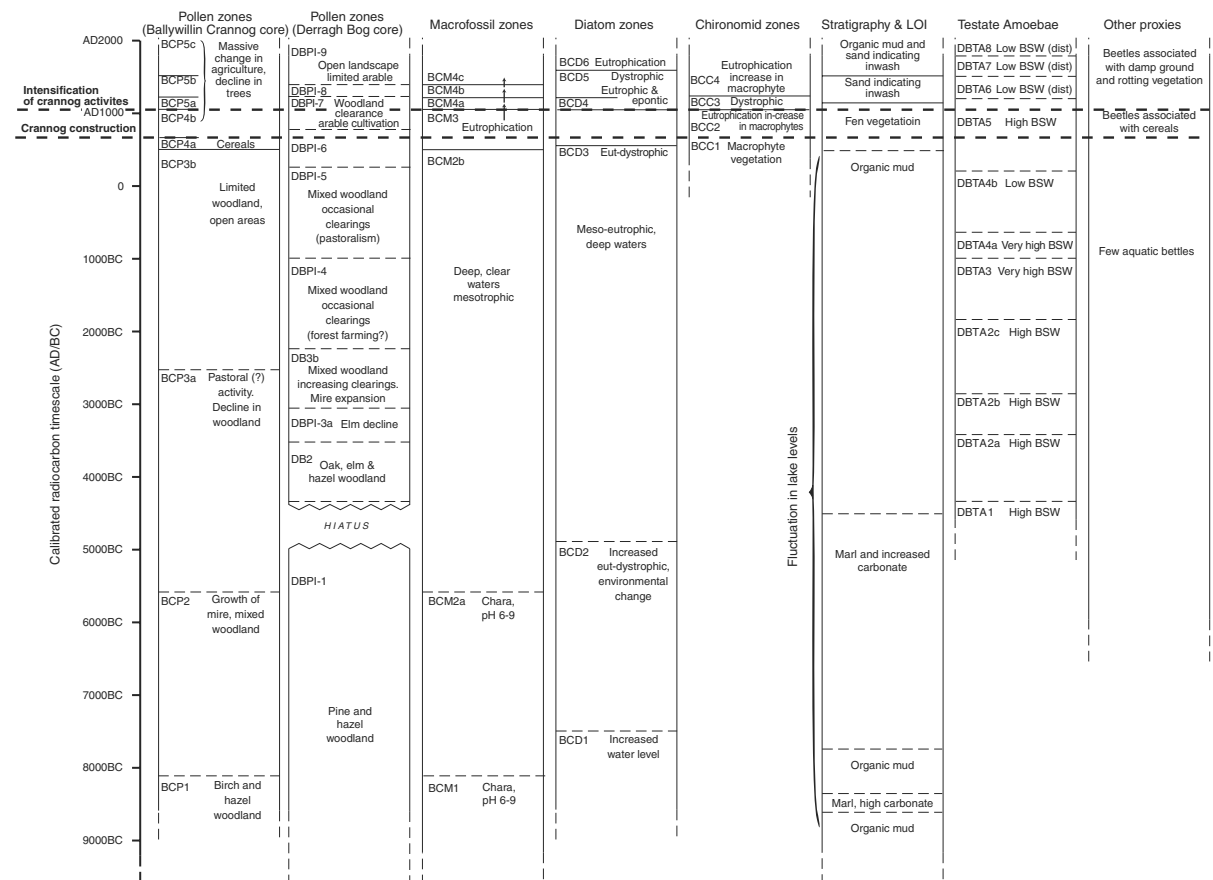 Pollen zones
(Ballywillin Crannog core)
Pollen zones
(Derragh Bog core)
Macrofossil zones
Diatom zones
Chironomid zones
Stratigraphy & LOI
Testate Amoebae
Other proxies
Calibrated radiocarbon timescale (AD/BC)
AD2000
AD1000
0
1000BC
2000BC
3000BC
4000BC
5000BC
6000BC
7000BC
8000BC
9000BC
Intensification
of crannog activites
Crannog construction
BCP5c
Massive
change in
agriculture,
decline in
trees
BCP5b
BCP5a
BCP4b
BCP4a Cereals
BCP3b
Limited
woodland,
open areas
BCP3a Pastoral (?)
activity.
Decline in
woodland
BCP2 Growth of
mire, mixed
woodland
BCP1 Birch and
hazel
woodland
DBPI-9
Open landscape
limited arable
DBPI-8
DBPI-7 Woodland
clearance
arable cultivation
DBPI-6
DBPI-5
Mixed woodland
occasional
clearings
(pastoralism)
DBPI-4
Mixed woodland
occasional
clearings
(forest farming?)
DB3b
Mixed woodland
increasing clearings.
Mire expansion
DBPI-3a Elm decline
DB2 Oak, elm &
hazel woodland
HIATUS
DBPI-1
Pine and
hazel
woodland
BCM4c
BCM4b
BCM4a
BCM3
Eutrophication
BCM2b
Deep, clear
waters
mesotrophic
BCM2a Chara,
pH 6-9
BCM1 Chara,
pH 6-9
BCD6 Eutrophication
BCD5 Dystrophic
Eutrophic &
epontic
BCD4
BCD3 Eut-dystrophic
Meso-eutrophic,
deep waters
BCD2 Increased
eut-dystrophic,
environmental
change
BCD1 Increased
water level
Eutrophication
increase in
macrophyte
BCC4
BCC3 Dystrophic
Eutrophication in-crease
in macrophytes
BCC2
BCC1 Macrophyte
vegetation
Fluctuation in lake levels
Organic mud and
sand indicating
inwash
Sand indicating
inwash
Fen vegetatioin
Organic mud
Marl and increased
carbonate
Organic mud
Marl, high carbonate
Organic mud
DBTA8 Low BSW (dist)
DBTA7 Low BSW (dist)
DBTA6 Low BSW (dist)
DBTA5 High BSW
DBTA4b Low BSW
DBTA4a Very high BSW
DBTA3 Very high BSW
DBTA2c High BSW
DBTA2b High BSW
DBTA2a High BSW
DBTA1 High BSW
Beetles associated
with damp ground
and rotting vegetation
Beetles associated
with cereals
Few aquatic bettles